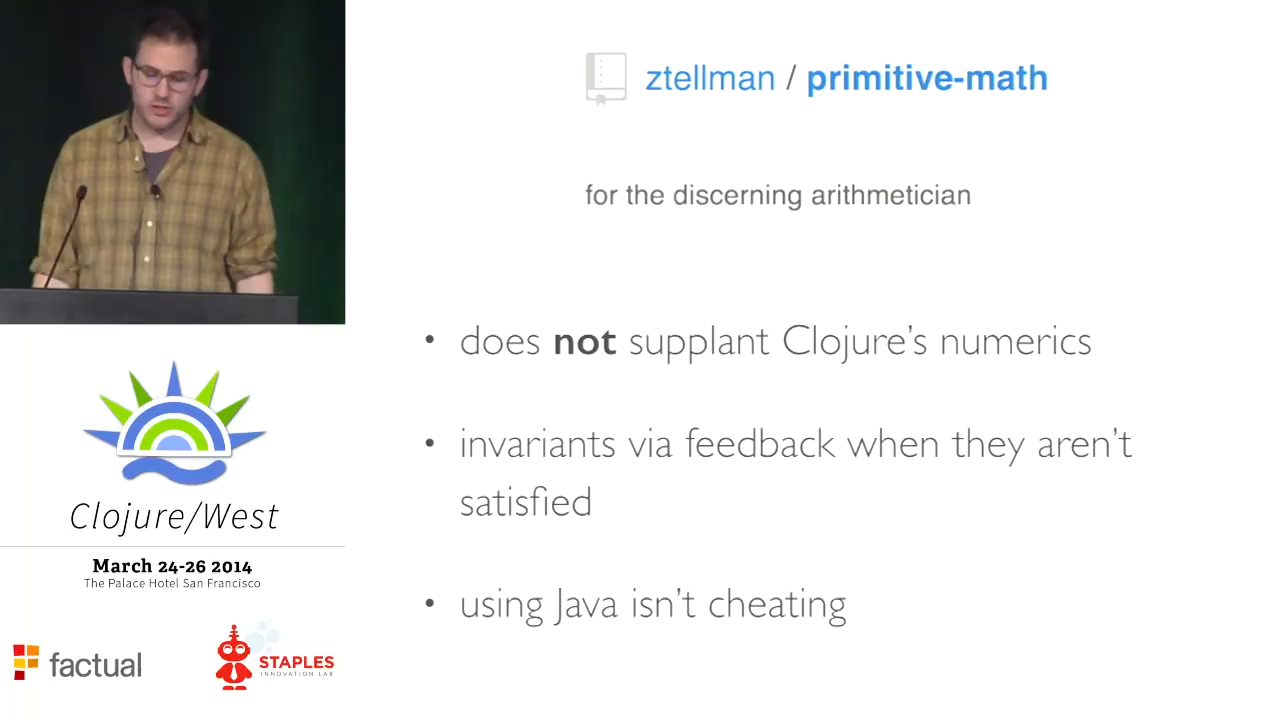 ztellman / primitive-math
for the discerning arithmetician
• does not supplant Clojure's numerics
• invariants via feedback when they aren't
satisfied
• using Java isn't cheating
Clojure/West
March 24-26 2014
The Palace Hotel San Francisco
factual
STAPLES
INNOVATION LAB